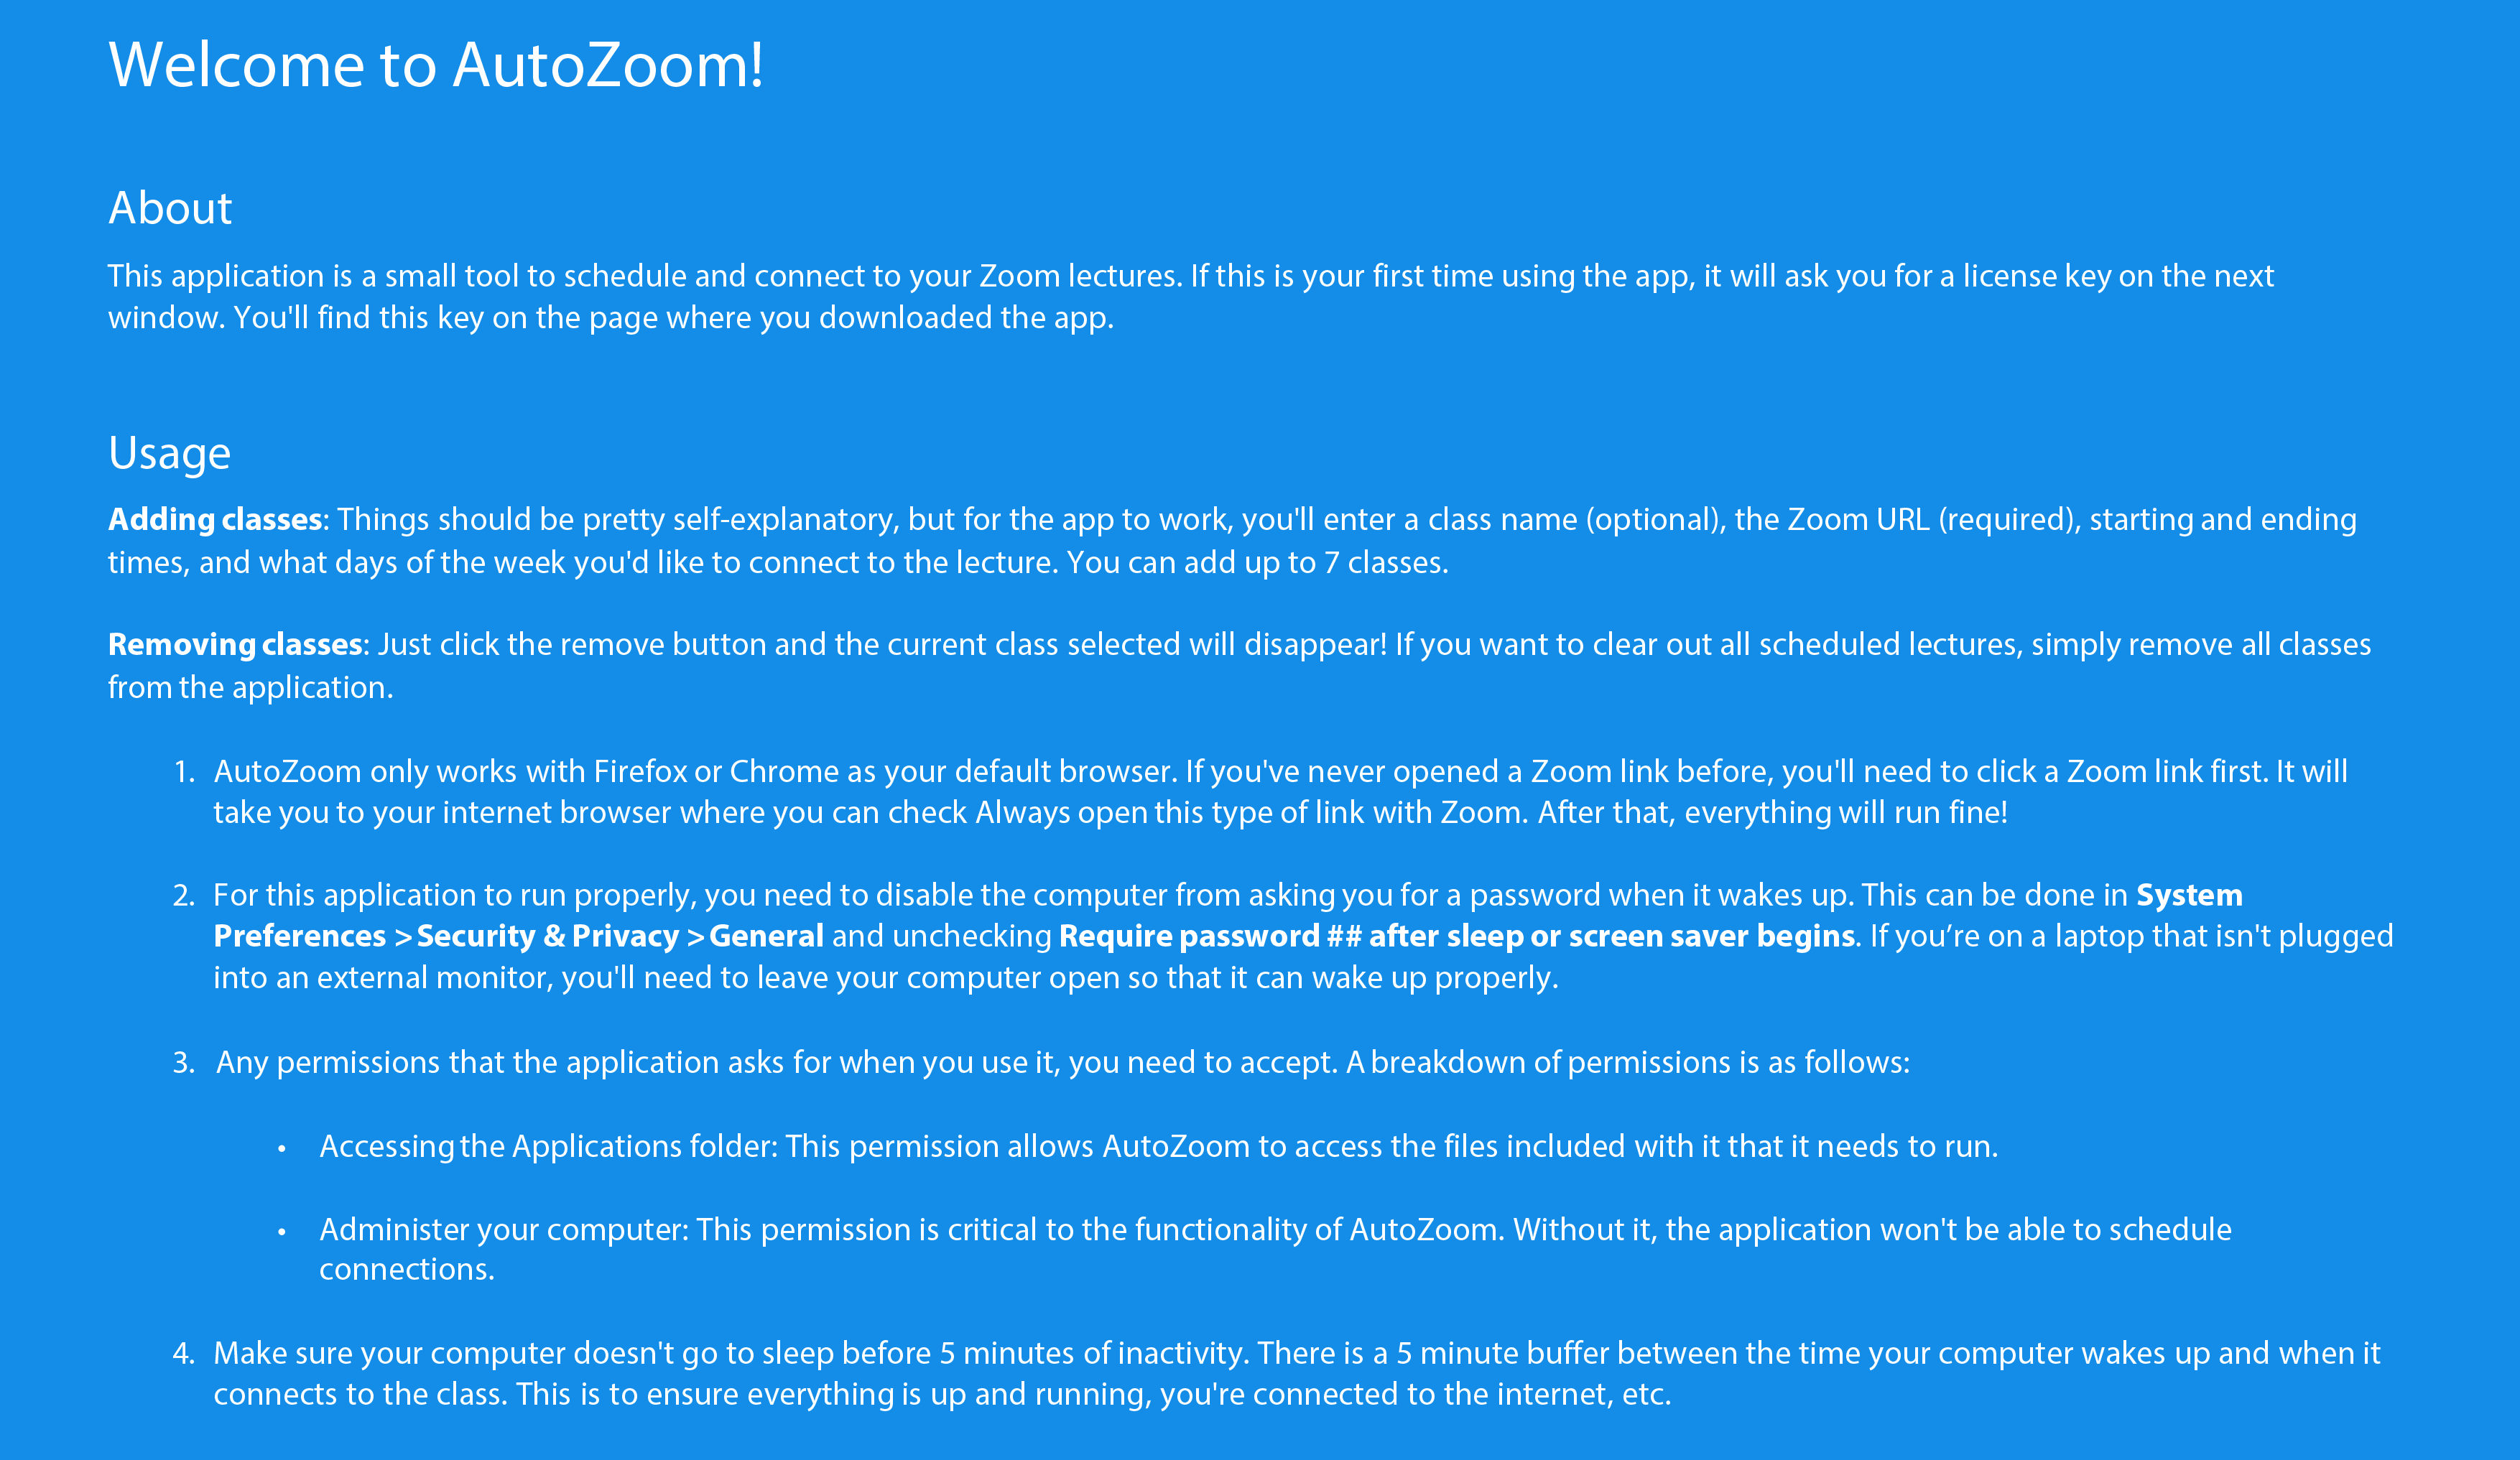 Welcome to AutoZoom!
About
This application is a small tool to schedule and connect to your Zoom lectures. If this is your first time using the app, it will ask you for a license key on the next
window. You'll find this key on the page where you downloaded the app.
Usage
Adding classes: Things should be pretty self-explanatory, but for the app to work, you'll enter a class name (optional), the Zoom URL (required), starting and ending
times, and what days of the week you'd like to connect to the lecture. You can add up to 7 classes.
Removing classes: Just click the remove button and the current class selected will disappear! If you want to clear out all scheduled lectures, simply remove all classes
from the application.
1. AutoZoom only works with Firefox or Chrome as your default browser. If you've never opened a Zoom link before, you'll need to click a Zoom link first. It will
take you to your internet browser where you can check Always open this type of link with Zoom. After that, everything will run fine!
2. For this application to run properly, you need to disable the computer from asking you for a password when it wakes up. This can be done in System
Preferences > Security & Privacy > General and unchecking Require password ## after sleep or screen saver begins. If you’re on a laptop that isn't plugged
into an external monitor, you'll need to leave your computer open so that it can wake up properly.
3. Any permissions that the application asks for when you use it, you need to accept. A breakdown of permissions is as follows:
• Accessing the Applications folder: This permission allows AutoZoom to access the files included with it that it needs to run.
• Administer your computer: This permission is critical to the functionality of AutoZoom. Without it, the application won't be able to schedule
connections.
4. Make sure your computer doesn't go to sleep before 5 minutes of inactivity. There is a 5 minute buffer between the time your computer wakes up and when it
connects to the class. This is to ensure everything is up and running, you're connected to the internet, etc.